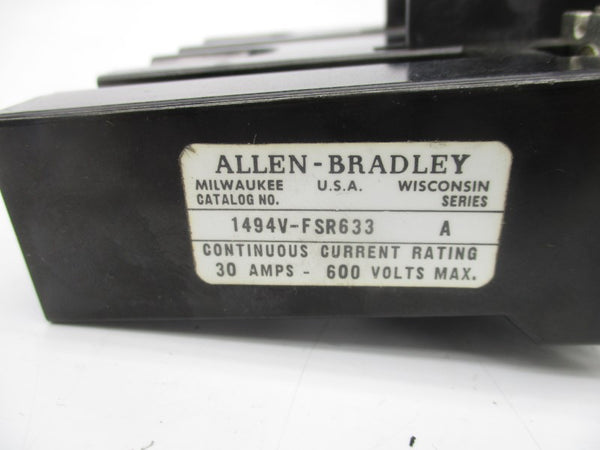 ALLEN-BRADLEY
MILWAUKEE U.S.A. WISCONSIN
CATALOG NO. SERIES
1494V-FSR633 A
CONTINUOUS CURRENT RATING
30 AMPS - 600 VOLTS MAX.